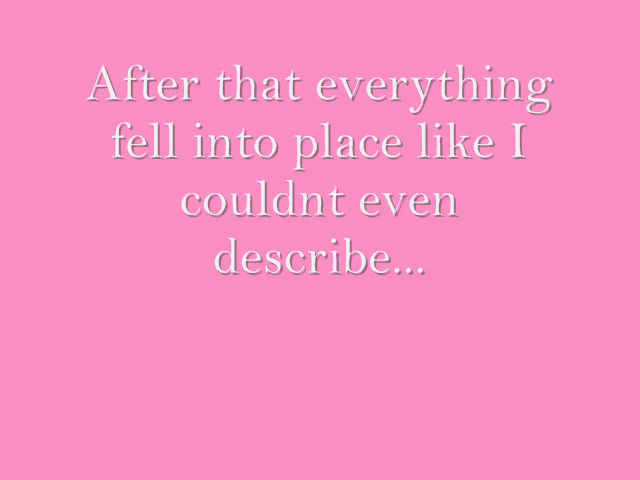 After that everything
fell into place like I
couldnt even
describe...